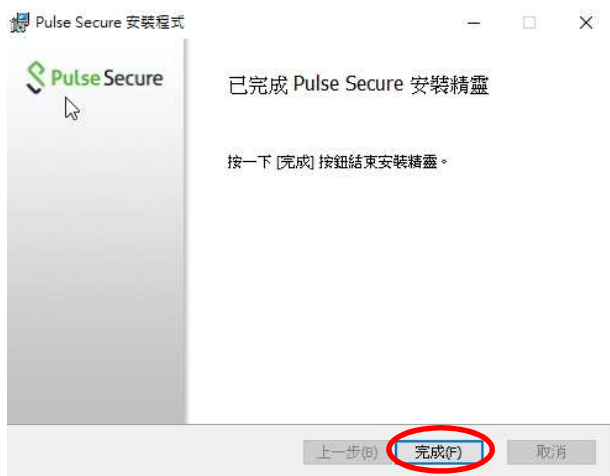 Pulse Secure 安裝程式
Pulse Secure
已完成 Pulse Secure 安裝精靈
按一下 [完成] 按鈕結束安裝精靈。
上一步(B) 完成(F) 取消